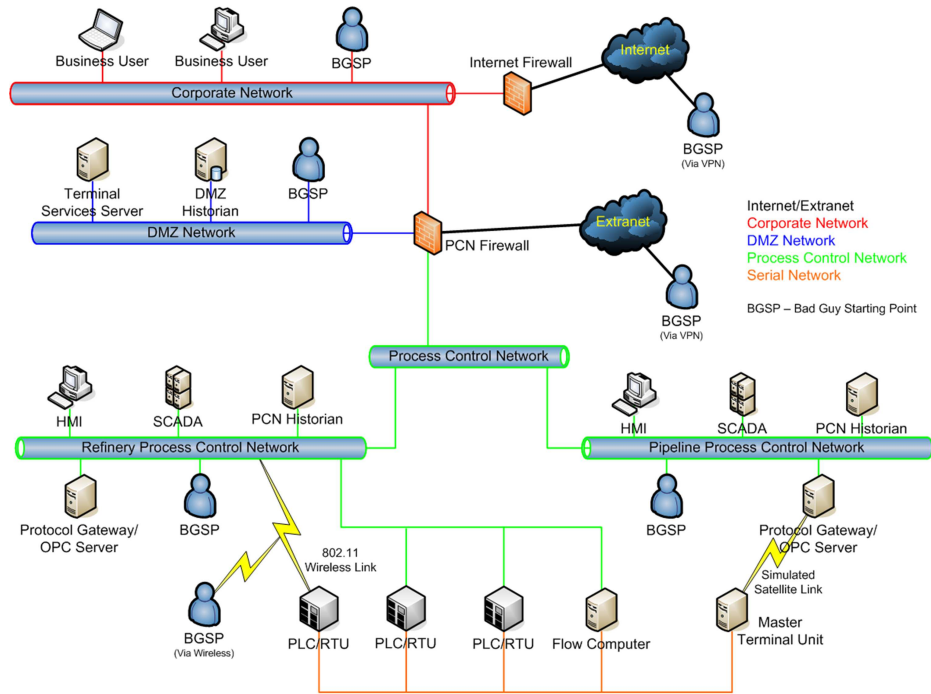 Business User
Business User
BGSP
Internet Firewall
Internet
Corporate Network
BGSP
(Via VPN)
Terminal
Services Server
DMZ
Historian
BGSP
DMZ Network
PCN Firewall
Extranet
BGSP
(Via VPN)
Internet/Extranet
Corporate Network
DMZ Network
Process Control Network
Serial Network
BGSP – Bad Guy Starting Point
Process Control Network
HMI
SCADA
PCN Historian
Refinery Process Control Network
Protocol Gateway/
OPC Server
BGSP
HMI
SCADA
PCN Historian
Pipeline Process Control Network
BGSP
Protocol Gateway/
OPC Server
802.11
Wireless Link
Simulated
Satellite Link
BGSP
(Via Wireless)
PLC/RTU
PLC/RTU
PLC/RTU
Flow Computer
Master
Terminal Unit